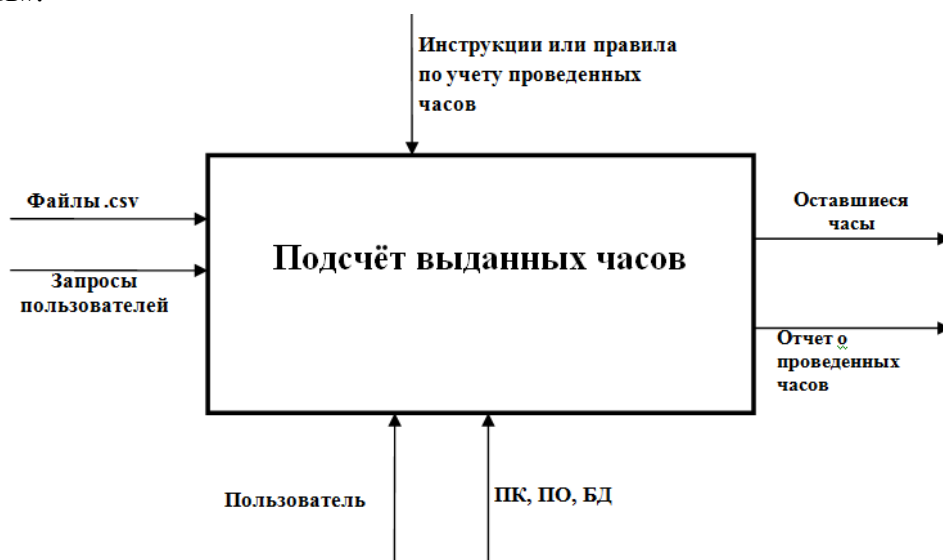 Инструкции или правила
по учету проведенных
часов
Файлы .csv
Запросы
пользователей
Подсчёт выданных часов
Оставшиеся
часы
Отчет о
проведенных
часов
Пользователь
ПК, ПО, БД